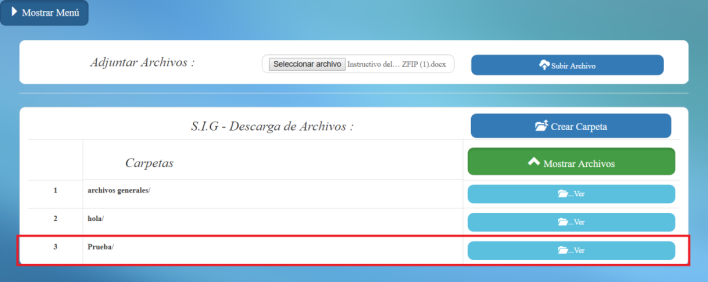 Mostrar Menú
Adjuntar Archivos :
Seleccionar archivo Instructivo del... ZFIP (1).docx
Subir Archivo
S.I.G - Descarga de Archivos :
Crear Carpeta
Carpetas
Mostrar Archivos
1 archivos generales/ ...Ver
2 hola/ ...Ver
3 Prueba/ ...Ver